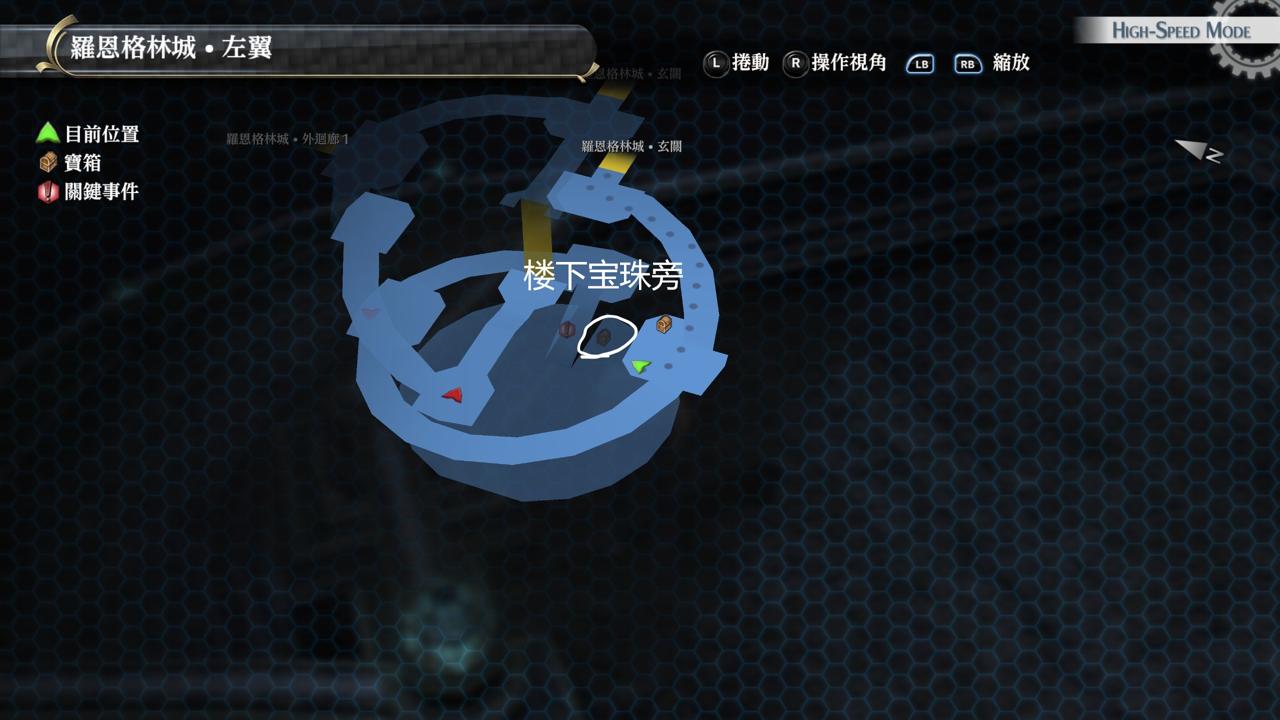 羅恩格林城・左翼
HIGH-SPEED MODE
L 捲動 R 操作視角 LB RB 縮放
恩格林城・玄關
目前位置
羅恩格林城・外迴廊1
羅恩格林城・玄關
Z
寶箱
關鍵事件
楼下宝珠旁